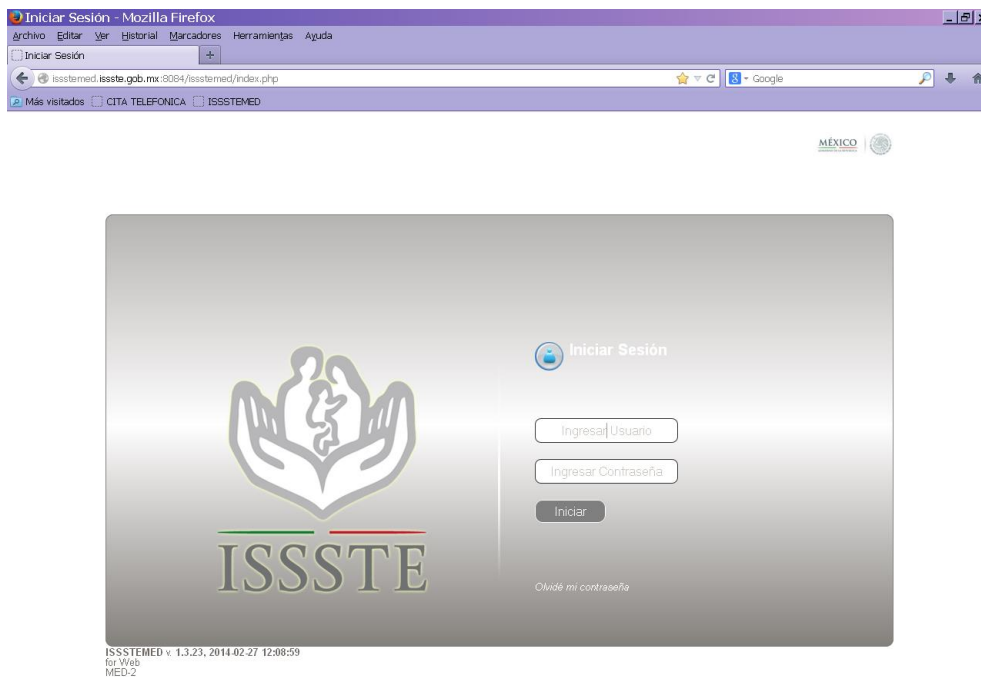 Iniciar Sesión - Mozilla Firefox
Archivo Editar Ver Historial Marcadores Herramientas Ayuda
Iniciar Sesión
issstemed.issste.gob.mx:8084/issstemed/index.php
Google
Más visitados CITA TELEFONICA ISSSTEMED
MÉXICO
Iniciar Sesión
Ingresar Usuario
Ingresar Contraseña
Iniciar
ISSSTE
Olvidé mi contraseña
ISSSTEMED v. 1.3.23, 2014-02-27 12:08:59
for Web
MED-2